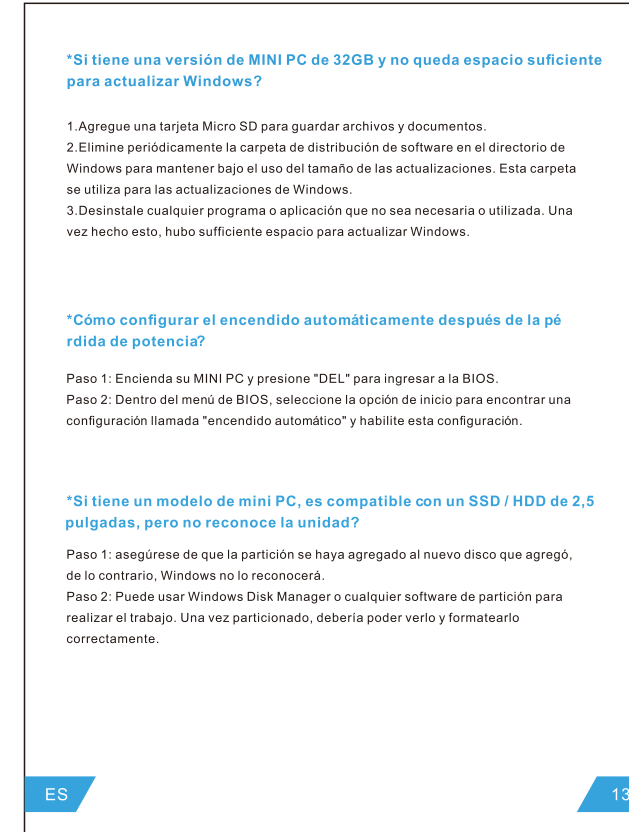 *Si tiene una versión de MINI PC de 32GB y no queda espacio suficiente
para actualizar Windows?
1.Agregue una tarjeta Micro SD para guardar archivos y documentos.
2.Elimine periódicamente la carpeta de distribución de software en el directorio de
Windows para mantener bajo el uso del tamaño de las actualizaciones. Esta carpeta
se utiliza para las actualizaciones de Windows.
3.Desinstale cualquier programa o aplicación que no sea necesaria o utilizada. Una
vez hecho esto, hubo sufficiente espacio para actualizar Windows.
*Cómo configurar el encendido automáticamente después de la pé
rdida de potencia?
Paso 1: Encienda su MINI PC y presione "DEL" para ingresar a la BIOS.
Paso 2: Dentro del menú de BIOS, seleccione la opción de inicio para encontrar una
configuración llamada "encendido automático" y habilite esta configuración.
*Si tiene un modelo de mini PC, es compatible con un SSD / HDD de 2,5
pulgadas, pero no reconoce la unidad?
Paso 1: asegúrese de que la partición se haya agregado al nuevo disco que agregó,
de lo contrario, Windows no lo reconocerá.
Paso 2: Puede usar Windows Disk Manager o cualquier software de partición para
realizar el trabajo. Una vez particionado, debería poder verlo y formatearlo
correctamente.
ES
13